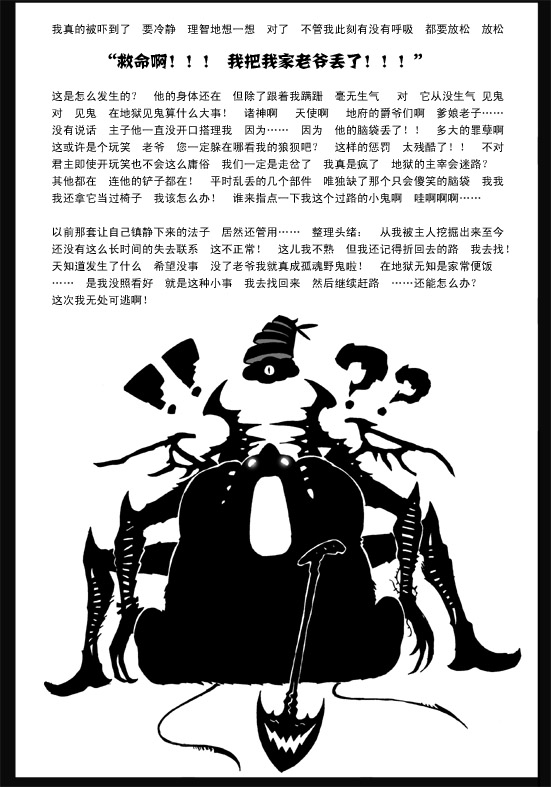 我真的被吓到了 要冷静 理智地想一想 对了 不管我此刻有没有呼吸 都要放松 放松
“救命啊！！！ 我把我家老爷丢了！！！”
这是怎么发生的？ 他的身体还在 但除了跟着我蹒跚 毫无生气 对 它从没生气 见鬼
对 见鬼 在地狱见鬼算什么大事！ 诸神啊 天使啊 地府的爵爷们啊 爹娘老子……
没有说话 主子他一直没开口搭理我 因为…… 因为 他的脑袋丢了！！ 多大的罪孽啊
这或许是个玩笑 老爷 您一定躲在哪看我的狼狈吧？ 这样的惩罚 太残酷了！！ 不对
君主即使开玩笑也不会这么庸俗 我们一定是走岔了 我真是疯了 地狱的主宰会迷路？
其他都在 连他的铲子都在！ 平时乱丢的几个部件 唯独缺了那个只会傻笑的脑袋 我我
我还拿它当过椅子 我该怎么办！ 谁来指点一下我这个过路的小鬼啊 哇啊啊啊……
以前那套让自己镇静下来的法子 居然还管用…… 整理头绪： 从我被主人挖掘出来至今
还没有这么长时间的失去联系 这不正常！ 这儿我不熟 但我还记得折回去的路 我去找！
天知道发生了什么 希望没事 没了老爷我就真成孤魂野鬼啦！ 在地狱无知是家常便饭
…… 是我没照看好 就是这种小事 我去找回来 然后继续赶路 ……还能怎么办？
这次我无处可逃啊！
！！
？？